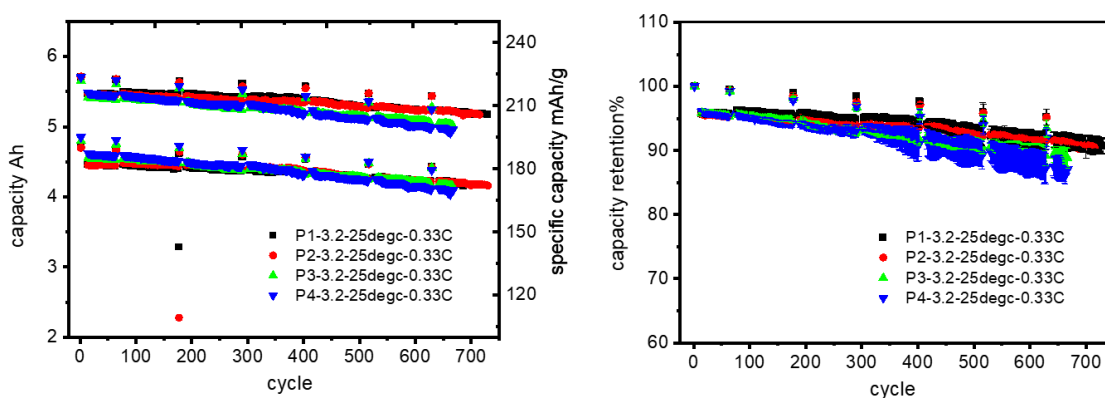 6
5
4
3
2
capacity Ah
240
210
180
150
120
specific capacity mAh/g
P1-3.2-25degc-0.33C
P2-3.2-25degc-0.33C
P3-3.2-25degc-0.33C
P4-3.2-25degc-0.33C
0 100 200 300 400 500 600 700
cycle
110
100
90
80
70
60
capacity retention%
P1-3.2-25degc-0.33C
P2-3.2-25degc-0.33C
P3-3.2-25degc-0.33C
P4-3.2-25degc-0.33C
0 100 200 300 400 500 600 700
cycle